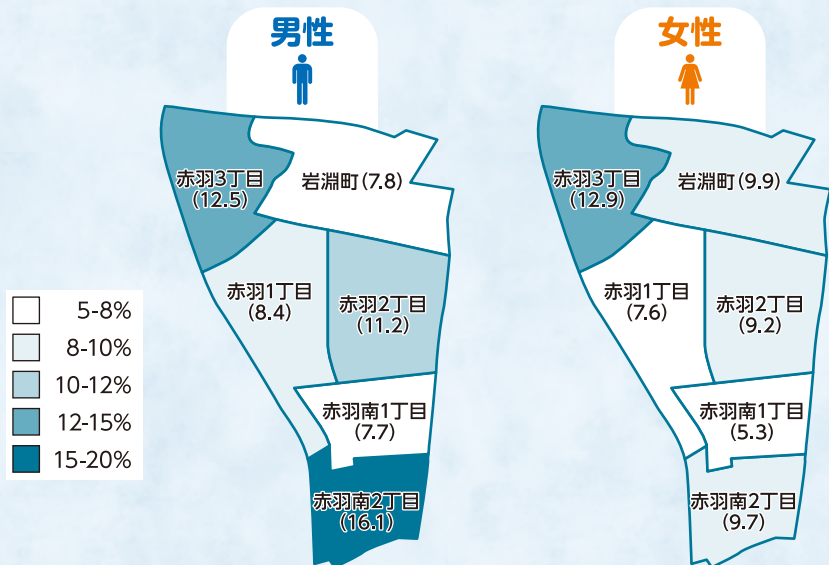 男性
赤羽3丁目
(12.5)
岩淵町(7.8)
赤羽1丁目
(8.4)
赤羽2丁目
(11.2)
赤羽南1丁目
(7.7)
赤羽南2丁目
(16.1)
女性
赤羽3丁目
(12.9)
岩淵町(9.9)
赤羽1丁目
(7.6)
赤羽2丁目
(9.2)
赤羽南1丁目
(5.3)
赤羽南2丁目
(9.7)
5-8%
8-10%
10-12%
12-15%
15-20%